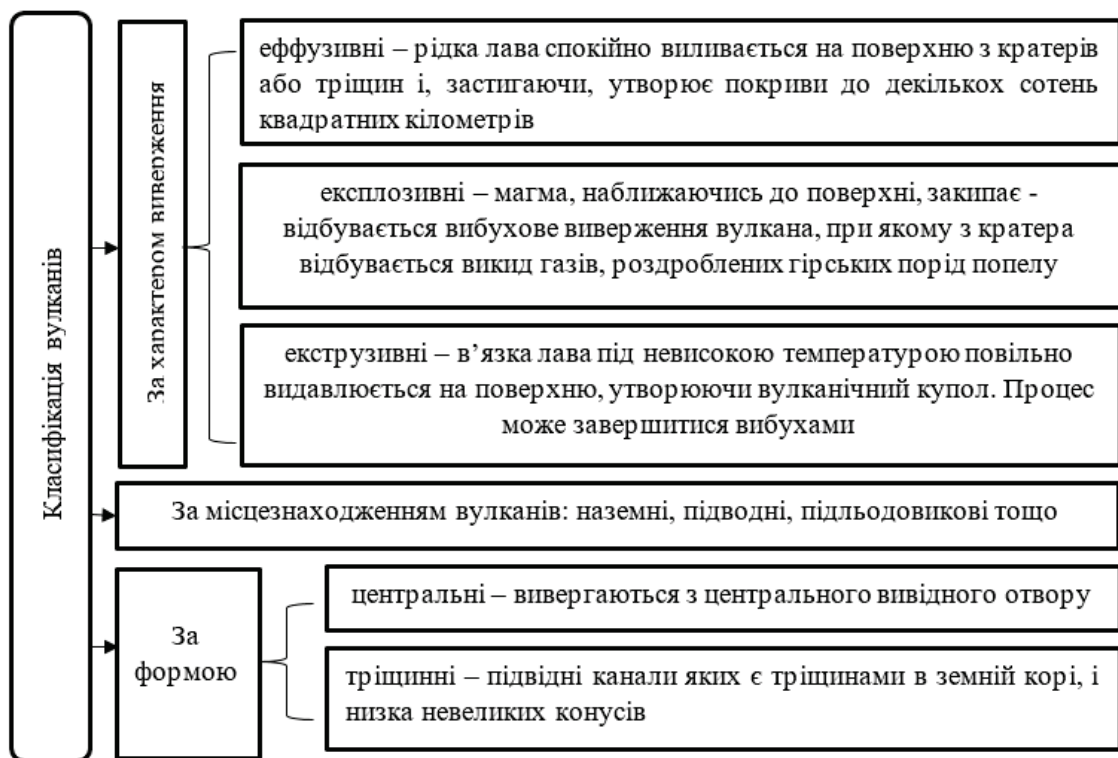 Класифікація вулканів
За характером виверження
еффузивні – рідка лава спокійно виливається на поверхню з кратерів
або тріщин і, застигаючи, утворює покриви до декількох сотень
квадратних кілометрів
експлозивні – магма, наближаючись до поверхні, закипає -
відбувається вибухове виверження вулкана, при якому з кратера
відбувається викид газів, роздроблених гірських порід попелу
екструзивні – в’язка лава під невисокою температурою повільно
видавлюється на поверхню, утворюючи вулканічний купол. Процес
може завершитися вибухами
За місцезнаходженням вулканів: наземні, підводні, підльодовикові тощо
За
формою
центральні – вивергаються з центрального вивідного отвору
тріщинні – підвідні канали яких є тріщинами в земній корі, і
низка невеликих конусів